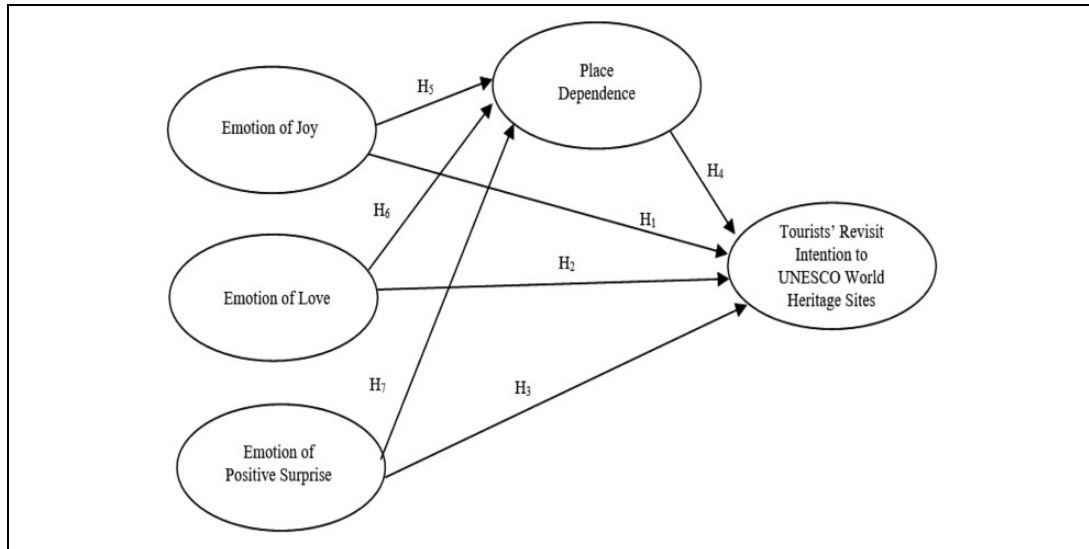 Place
Dependence
H₅
Emotion of Joy
H₄
H₆
H₁
Tourists' Revisit
Intention to
UNESCO World
Heritage Sites
H₂
Emotion of Love
H₇
H₃
Emotion of
Positive Surprise